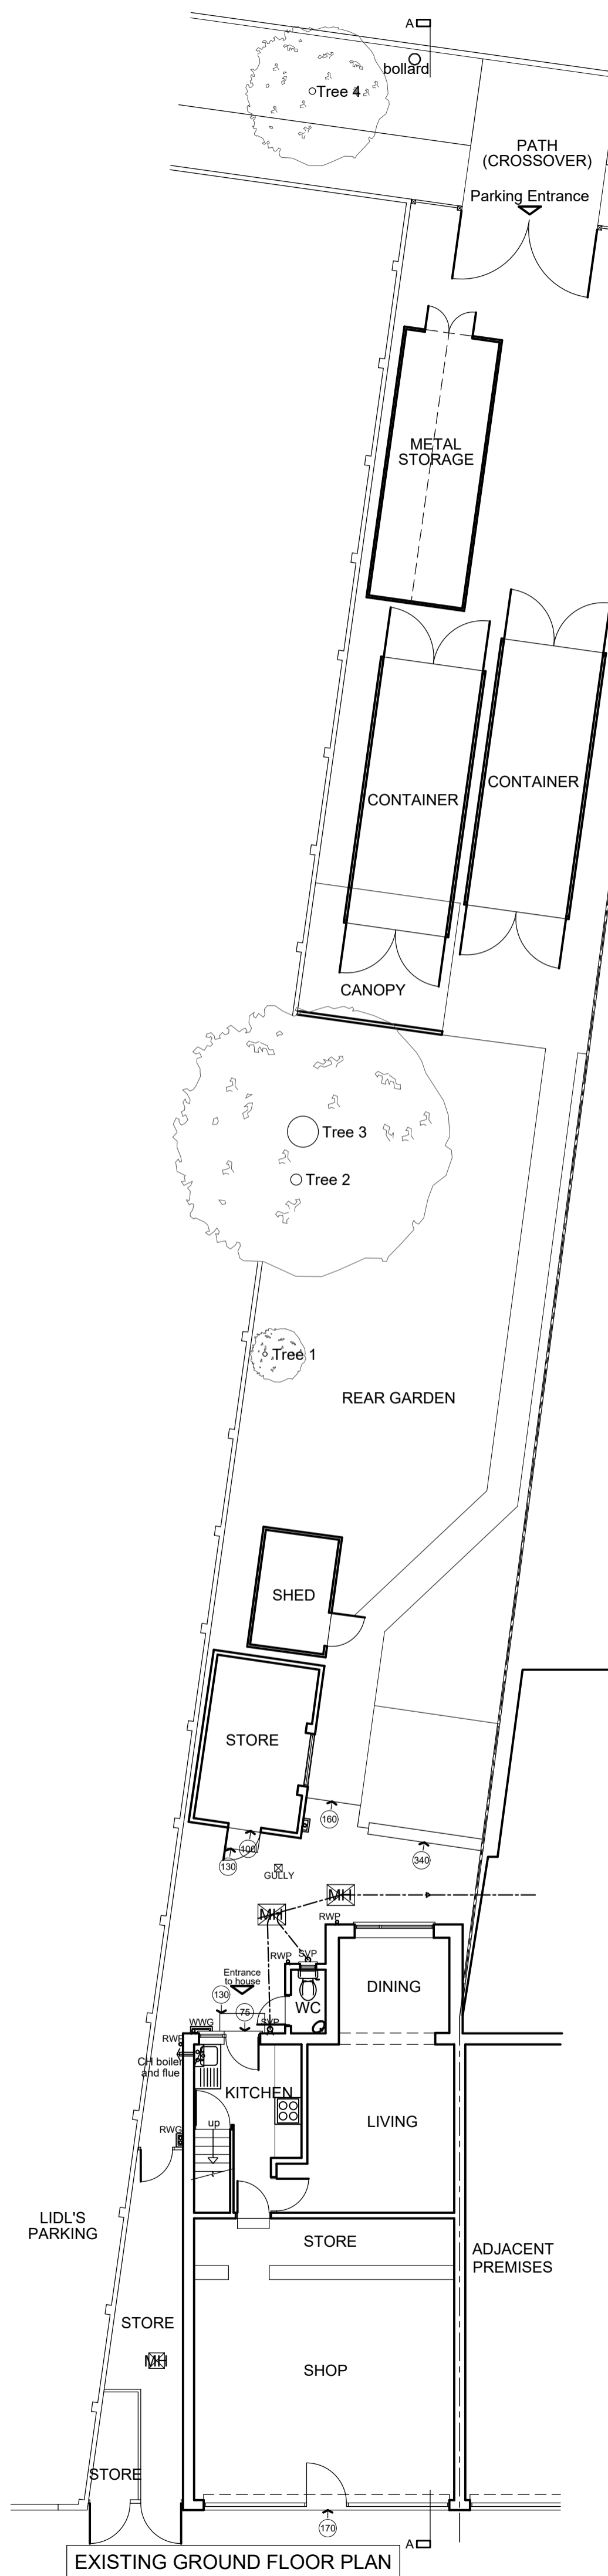 A
bollard
Tree 4
PATH
(CROSSOVER)
Parking Entrance
METAL
STORAGE
CONTAINER
CONTAINER
CANOPY
Tree 3
Tree 2
Tree 1
REAR GARDEN
SHED
STORE
160
100
130
340
GULLY
MH
MH
RWP
RWP
SVP
Entrance
to house
DINING
WC
130
75
SVP
WWG
RWP
CH boiler
and flue
KITCHEN
up
LIVING
RWG
LIDL'S
PARKING
STORE
ADJACENT
PREMISES
STORE
MH
SHOP
STORE
170
A
EXISTING GROUND FLOOR PLAN